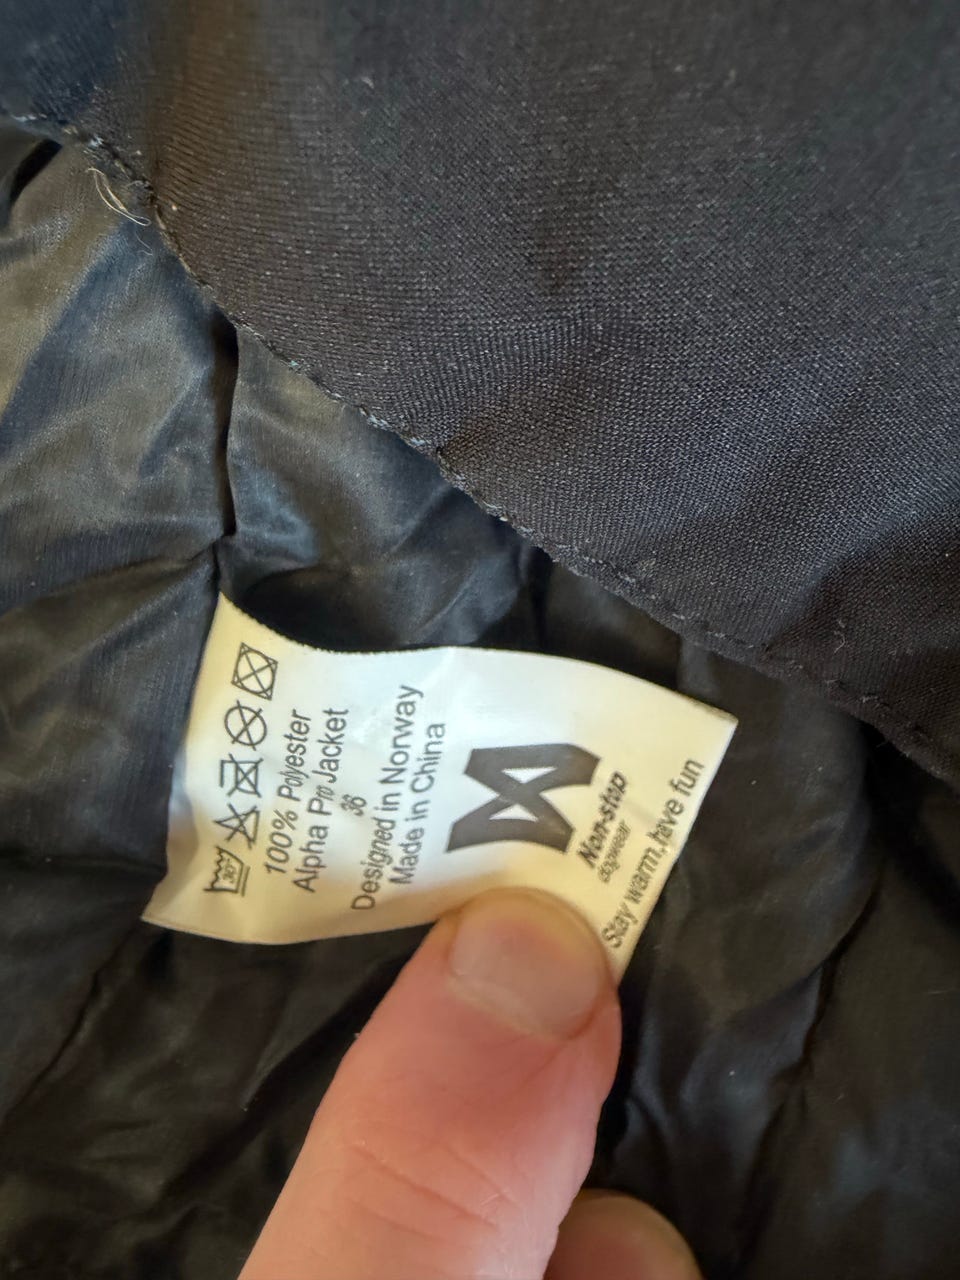 30°
100% Polyester
Alpha Pro Jacket
36
Designed in Norway
Made in China
Non-stop
dogwear
Stay warm, have fun